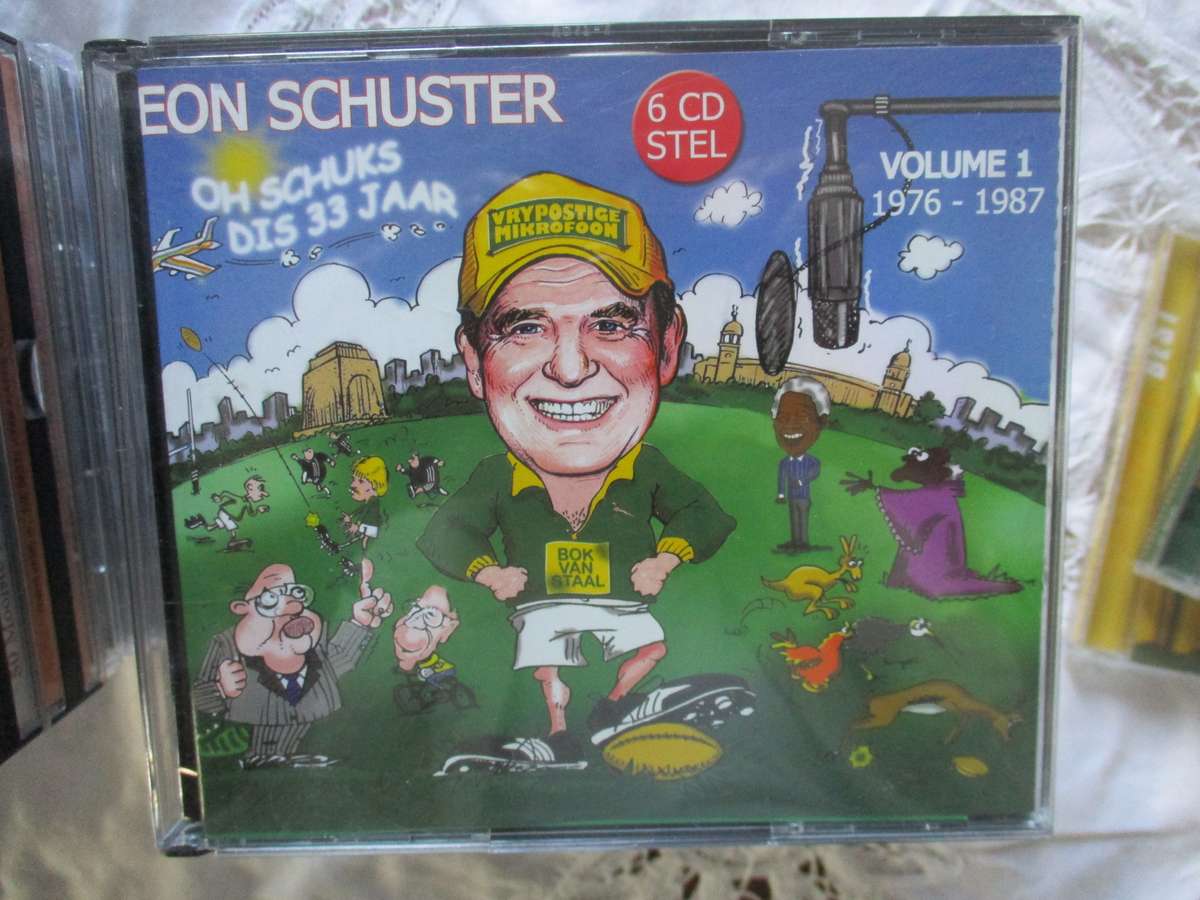 EON SCHUSTER
OH SCHUKS
DIS 33 JAAR
6 CD
STEL
VOLUME 1
1976 - 1987
VRYPOSTIGE
MIKROFOON
BOK
VAN
STAAL